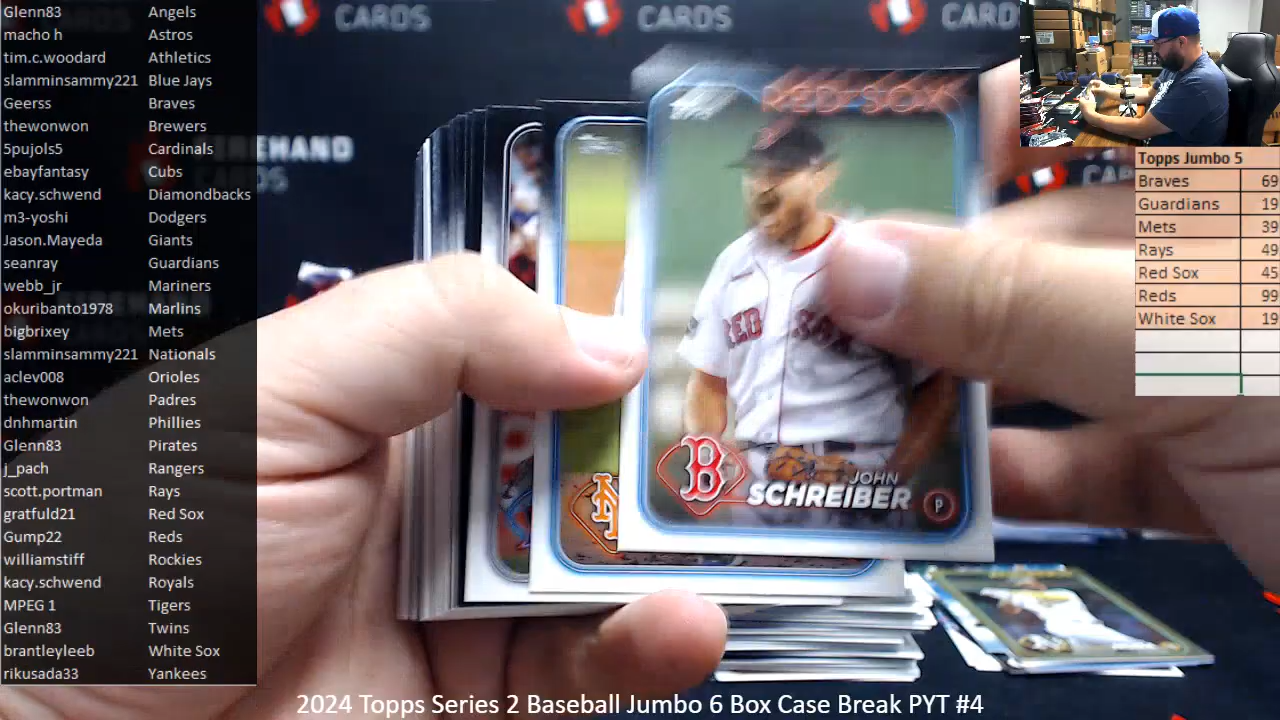 Glenn83 Angels
macho h Astros
tim.c.woodard Athletics
slamminsammy221 Blue Jays
Geerss Braves
thewonwon Brewers
5pujols5 Cardinals
ebayfantasy Cubs
kacy.schwend Diamondbacks
m3-yoshi Dodgers
Jason.Mayeda Giants
seanray Guardians
webb_jr Mariners
okuribanto1978 Marlins
bigbrixey Mets
slamminsammy221 Nationals
aclev008 Orioles
thewonwon Padres
dnhmartin Phillies
Glenn83 Pirates
j_pach Rangers
scott.portman Rays
gratfuld21 Red Sox
Gump22 Reds
williamstiff Rockies
kacy.schwend Royals
MPEG 1 Tigers
Glenn83 Twins
brantleyleeb White Sox
rikusada33 Yankees
CARDS
CARDS
CARD
REHAND
DS
CAR
RED SOX
RED SOX
B
JOHN
SCHREIBER
P
Topps Jumbo 5
Braves 69
Guardians 19
Mets 39
Rays 49
Red Sox 45
Reds 99
White Sox 19
2024 Topps Series 2 Baseball Jumbo 6 Box Case Break PYT #4